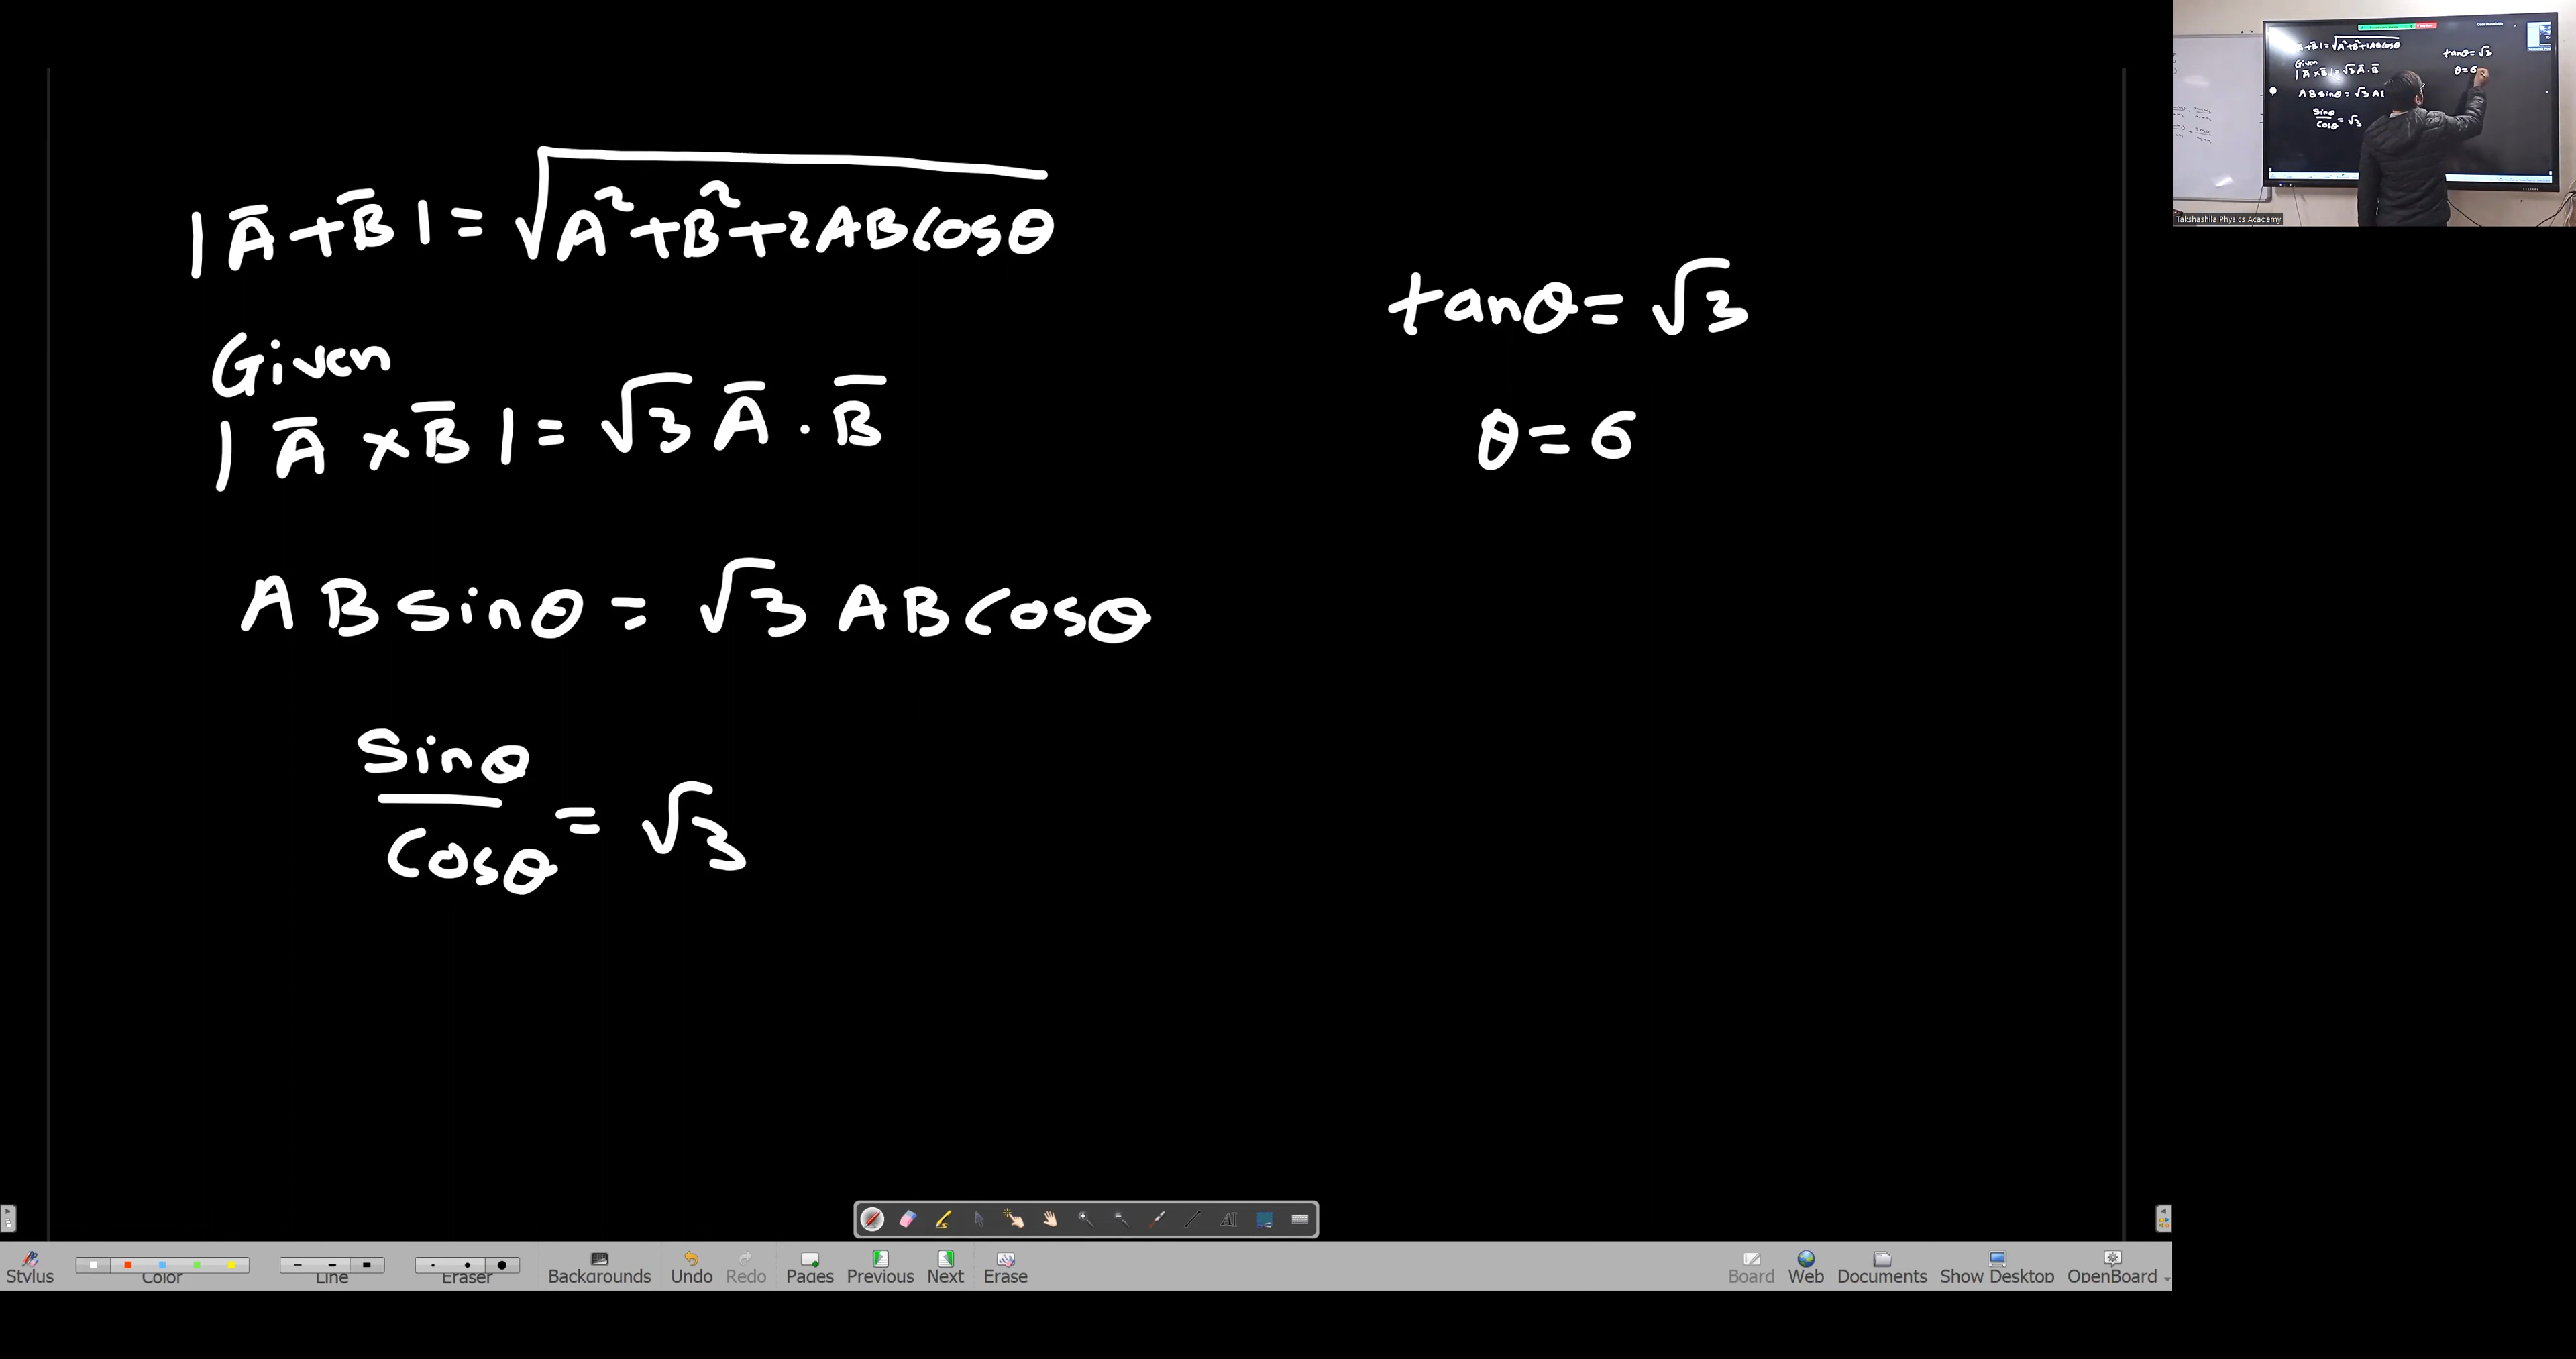 |A̅ + B̅| = √A² + B² + 2ABcosθ
Given
|A̅ × B̅| = √3 A̅ · B̅
ABsinθ = √3 ABcosθ
sinθ
cosθ
= √3
tanθ = √3
θ = 6
Takshashila Physics Academy
Stylus
Color
Line
Eraser
Backgrounds
Undo
Redo
Pages
Previous
Next
Erase
Board
Web
Documents
Show Desktop
OpenBoard